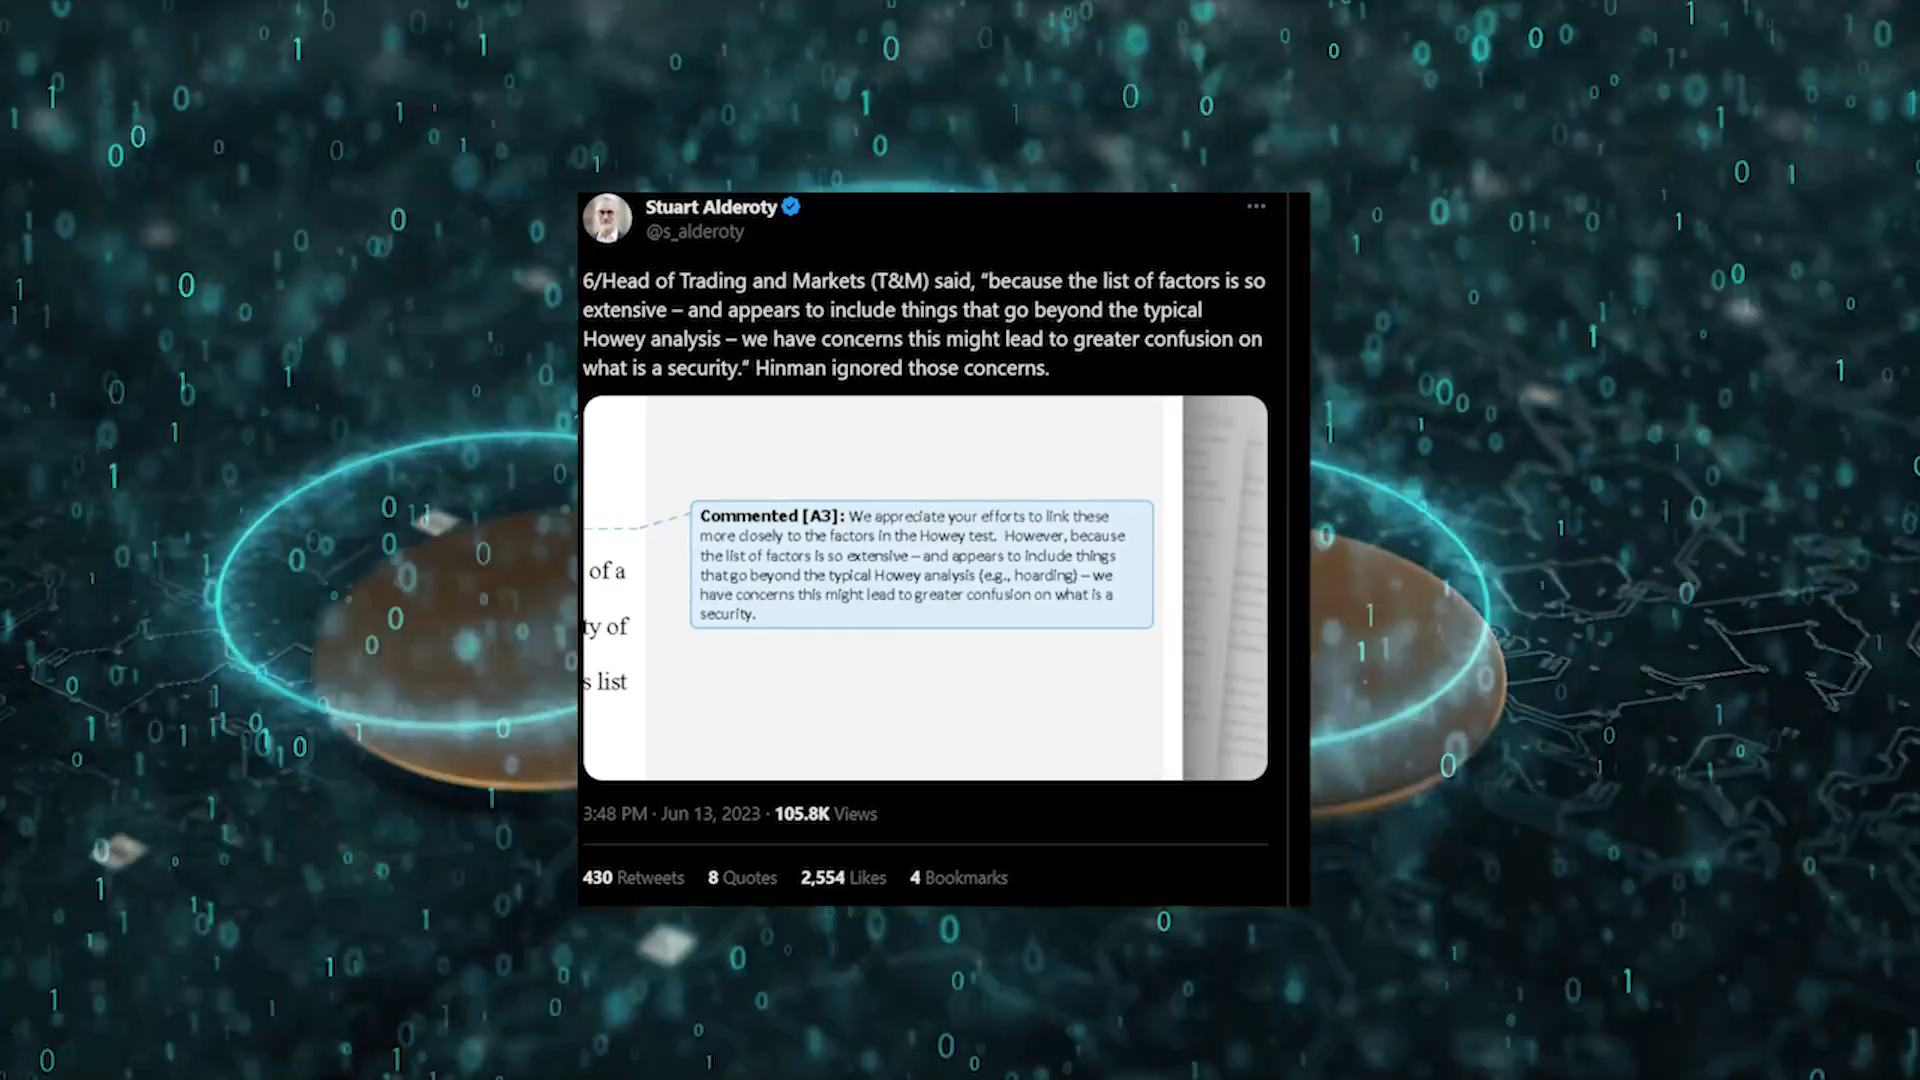 Stuart Alderoty
@s_alderoty
6/Head of Trading and Markets (T&M) said, “because the list of factors is so
extensive – and appears to include things that go beyond the typical
Howey analysis – we have concerns this might lead to greater confusion on
what is a security.” Hinman ignored those concerns.
of a
ty of
s list
Commented [A3]: We appreciate your efforts to link these
more closely to the factors in the Howey test. However, because
the list of factors is so extensive – and appears to include things
that go beyond the typical Howey analysis (e.g., hoarding) – we
have concerns this might lead to greater confusion on what is a
security.
3:48 PM · Jun 13, 2023 · 105.8K Views
430 Retweets 8 Quotes 2,554 Likes 4 Bookmarks